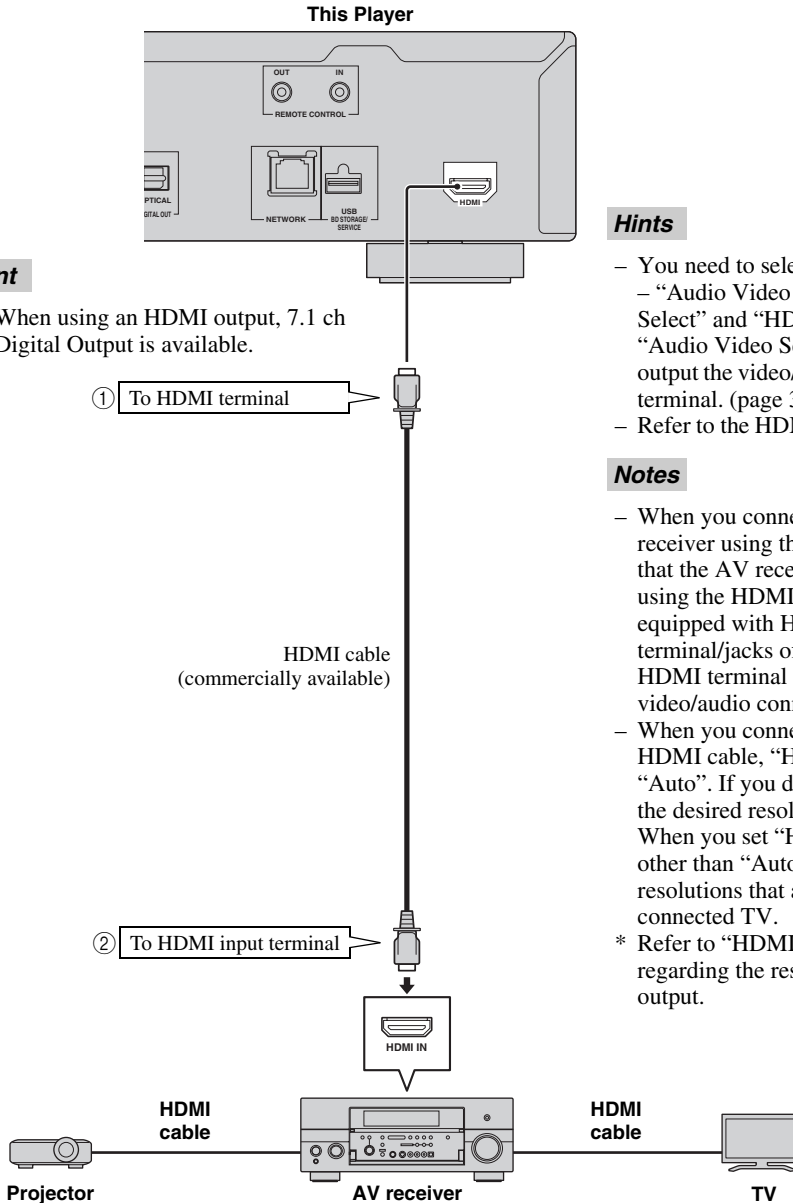 This Player
OUT
IN
REMOTE CONTROL
PTICAL
GITAL OUT
NETWORK
USB
BD STORAGE/
SERVICE
HDMI
nt
When using an HDMI output, 7.1 ch
Digital Output is available.
① To HDMI terminal
HDMI cable
(commercially available)
② To HDMI input terminal
HDMI IN
HDMI
cable
HDMI
cable
Projector
AV receiver
TV
Hints
– You need to sele
– “Audio Video
Select” and “HD
“Audio Video Se
output the video/
terminal. (page 3
– Refer to the HDI
Notes
– When you conne
receiver using th
that the AV rece
using the HDMI
equipped with H
terminal/jacks of
HDMI terminal
video/audio conn
– When you conne
HDMI cable, “H
“Auto”. If you d
the desired resol
When you set “H
other than “Auto
resolutions that a
connected TV.
* Refer to “HDMI
regarding the res
output.